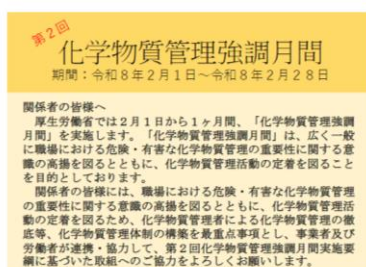 第2回
化学物質管理強調月間
期間：令和8年2月1日～令和8年2月28日
関係者の皆様へ
厚生労働省では2月1日から1ヶ月間、「化学物質管理強調
月間」を実施します。「化学物質管理強調月間」は、広く一般
に職場における危険・有害な化学物質管理の重要性に関する意
識の高揚を図るとともに、化学物質管理活動の定着を図ること
を目的としております。
関係者の皆様には、職場における危険・有害な化学物質管理
の重要性に関する意識の高揚を図るとともに、化学物質管理活
動の定着を図るため、化学物質管理者による化学物質管理の徹
底等、化学物質管理体制の構築を最重点事項とし、事業者及び
労働者が連携・協力して、第2回化学物質管理強調月間実施要
綱に基づいた取組へのご協力をよろしくお願いします。